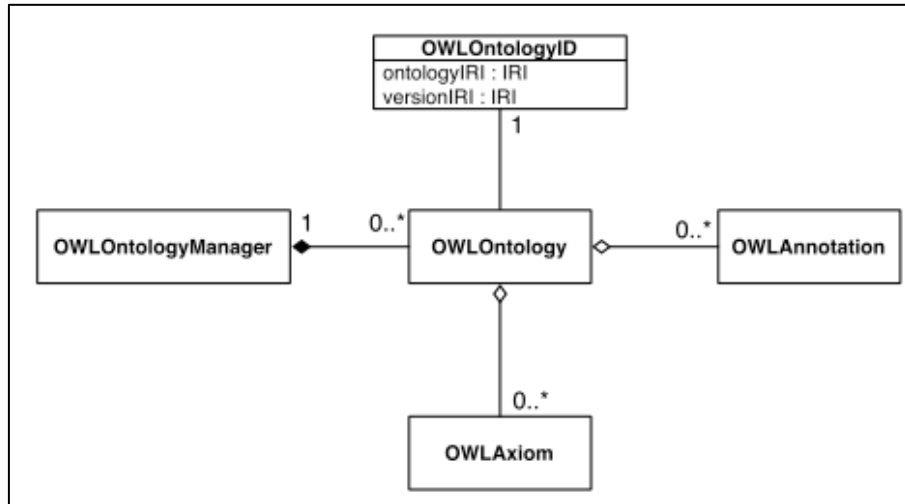 OWLOntologyID
ontologyIRI : IRI
versionIRI : IRI
1
OWLOntologyManager
1
0..*
OWLOntology
0..*
OWLAnnotation
0..*
OWLAxiom